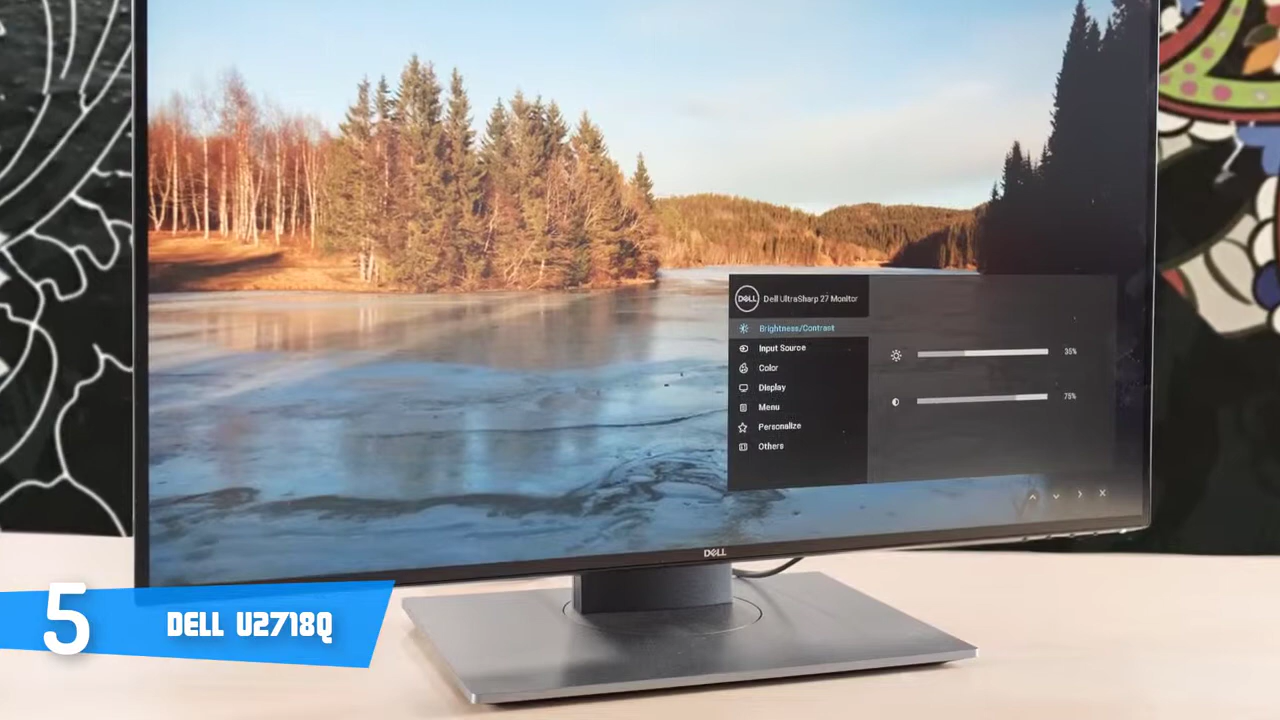 DELL Dell UltraSharp 27 Monitor
Brightness/Contrast
Input Source
Color
Display
Menu
Personalize
Others
35%
75%
DELL
5 DELL U2718Q